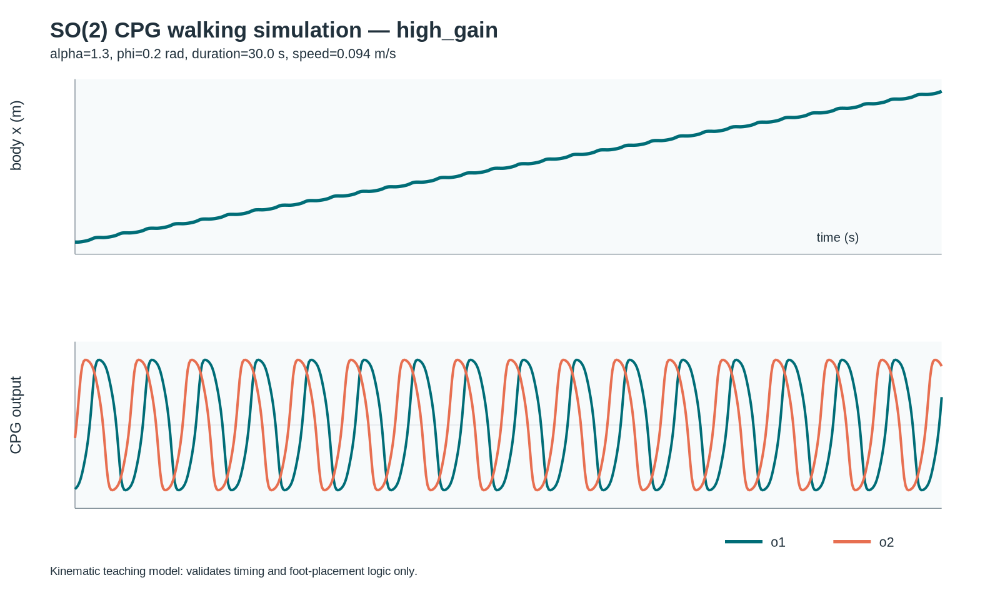 SO(2) CPG walking simulation — high_gain
alpha=1.3, phi=0.2 rad, duration=30.0 s, speed=0.094 m/s
body x (m)
time (s)
CPG output
o1
o2
Kinematic teaching model: validates timing and foot-placement logic only.